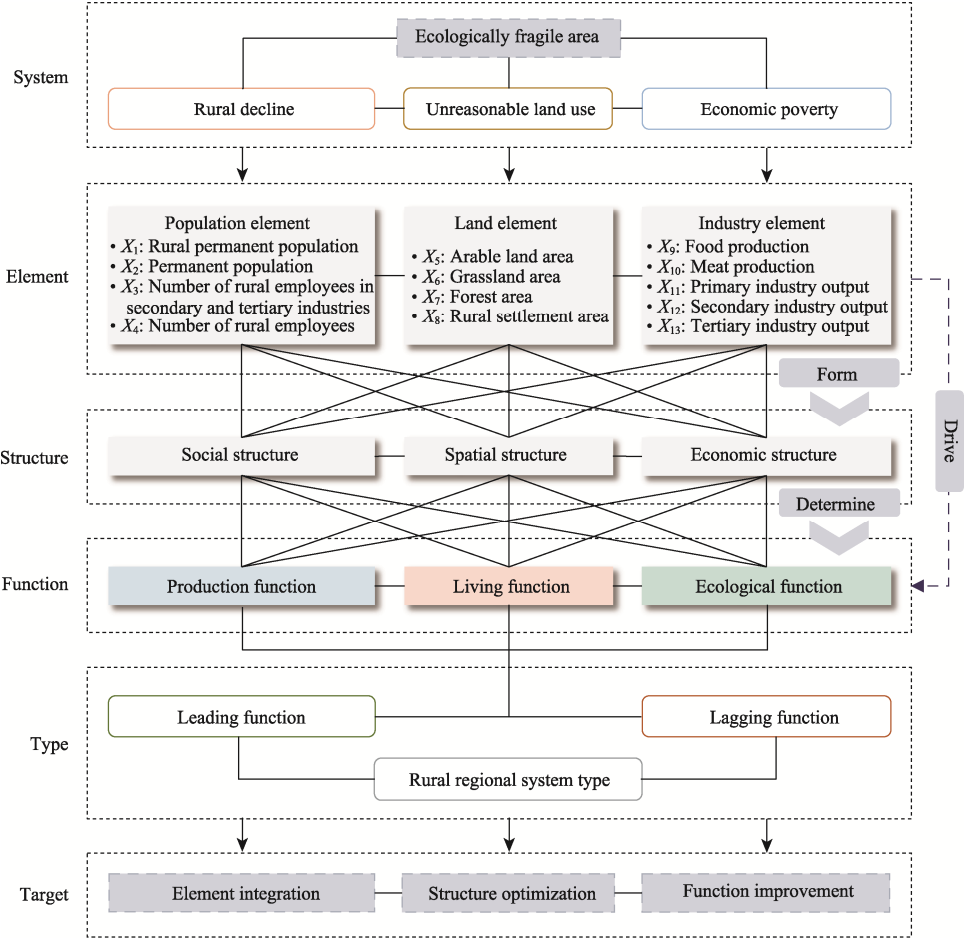 System
Ecologically fragile area
Rural decline
Unreasonable land use
Economic poverty
Element
Population element
• X1: Rural permanent population
• X2: Permanent population
• X3: Number of rural employees in
secondary and tertiary industries
• X4: Number of rural employees
Land element
• X5: Arable land area
• X6: Grassland area
• X7: Forest area
• X8: Rural settlement area
Industry element
• X9: Food production
• X10: Meat production
• X11: Primary industry output
• X12: Secondary industry output
• X13: Tertiary industry output
Form
Drive
Structure
Social structure
Spatial structure
Economic structure
Determine
Function
Production function
Living function
Ecological function
Type
Leading function
Lagging function
Rural regional system type
Target
Element integration
Structure optimization
Function improvement